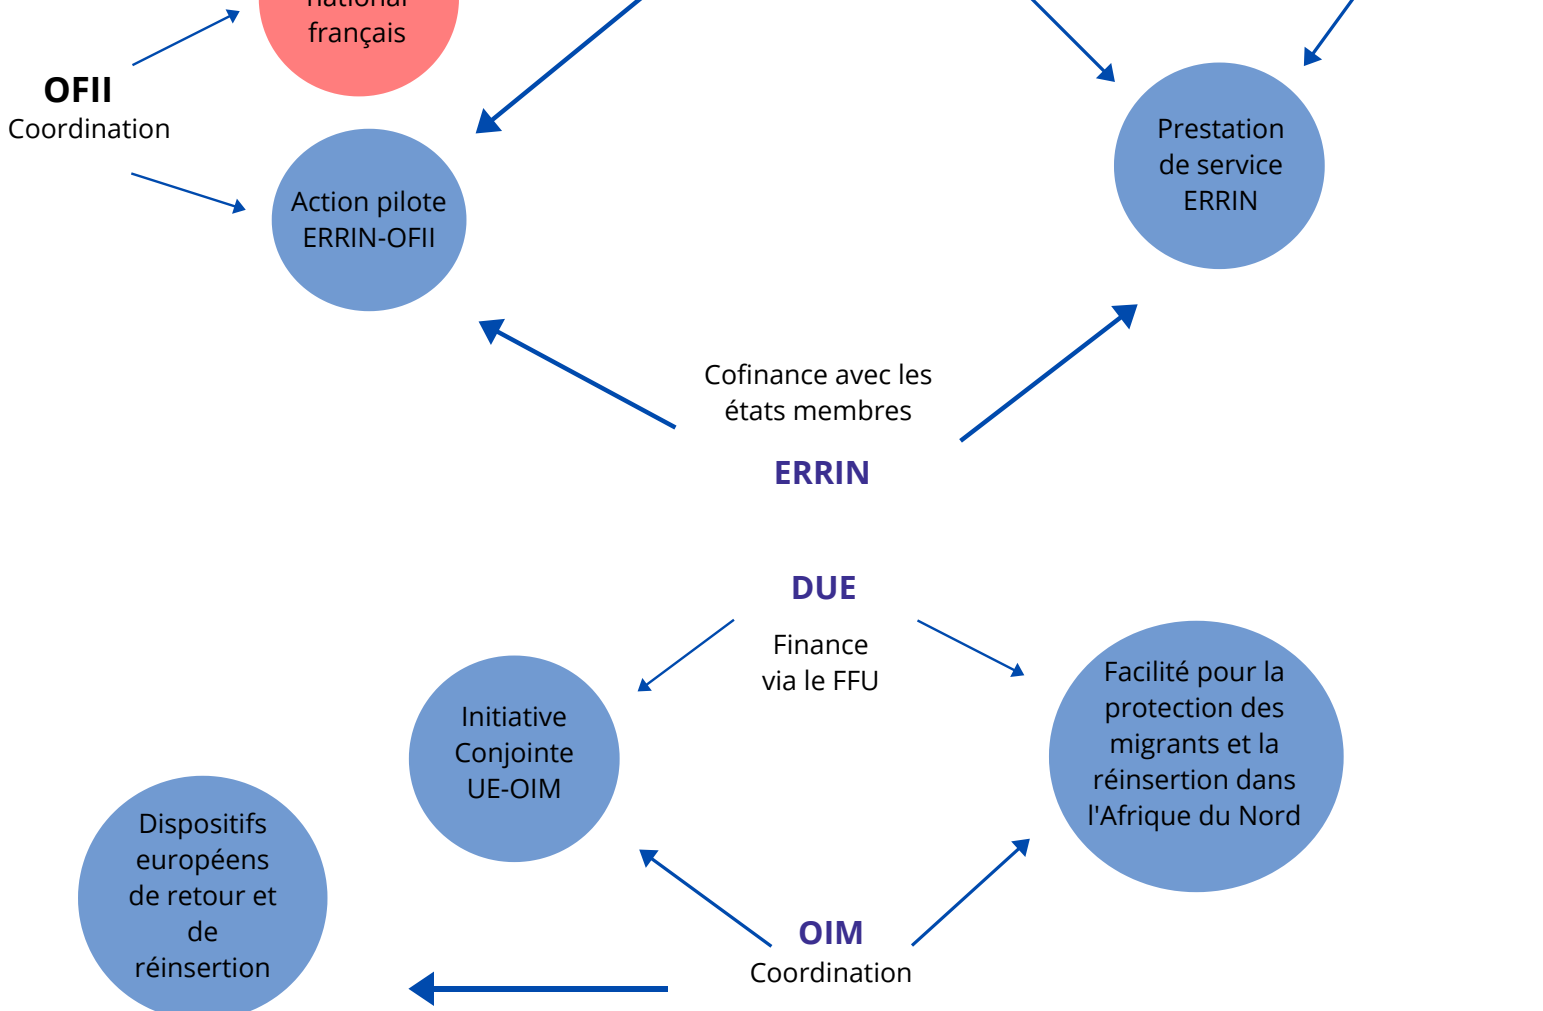 national
français
OFII
Coordination
Action pilote
ERRIN-OFII
Prestation
de service
ERRIN
Cofinance avec les
états membres
ERRIN
DUE
Finance
via le FFU
Initiative
Conjointe
UE-OIM
Facilité pour la
protection des
migrants et la
réinsertion dans
l'Afrique du Nord
Dispositifs
européens
de retour et
de
réinsertion
OIM
Coordination